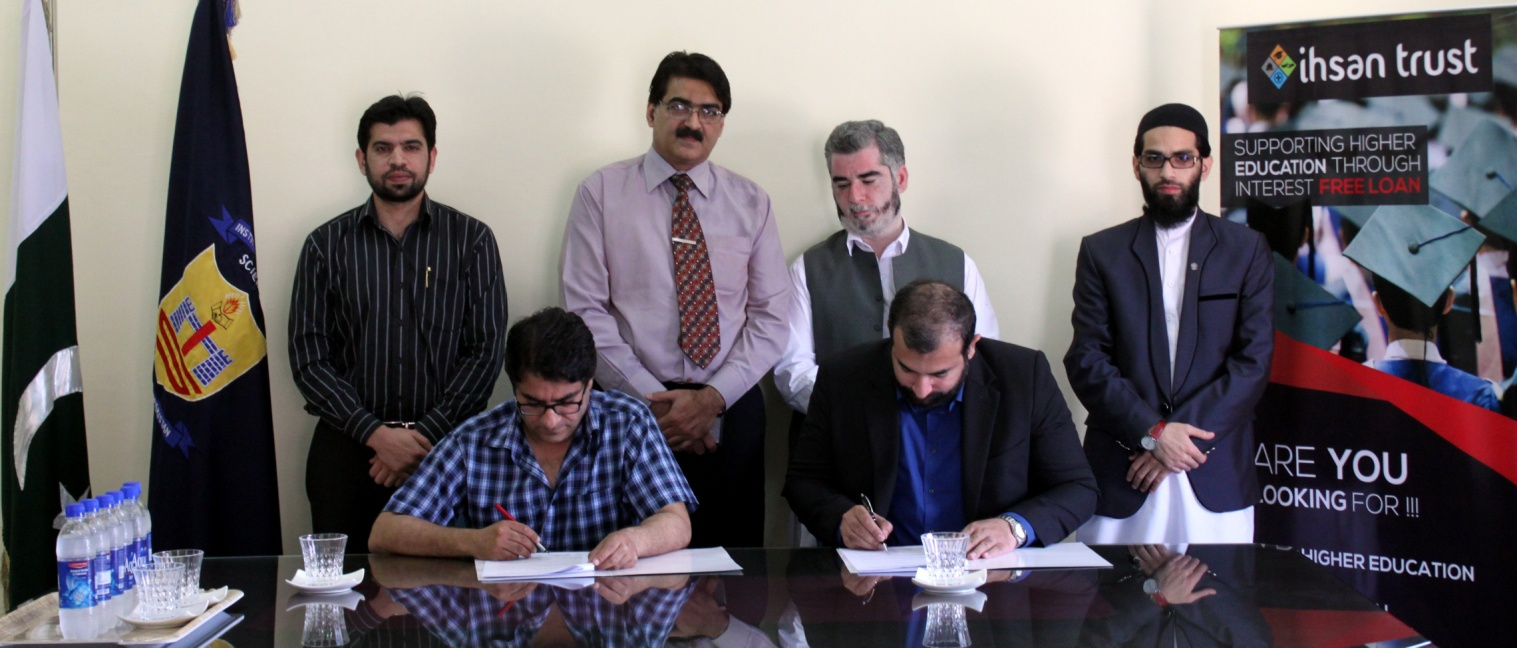 ihsan trust
SUPPORTING HIGHER
EDUCATION THROUGH
INTEREST FREE LOAN
ARE YOU
LOOKING FOR !!!
HIGHER EDUCATION